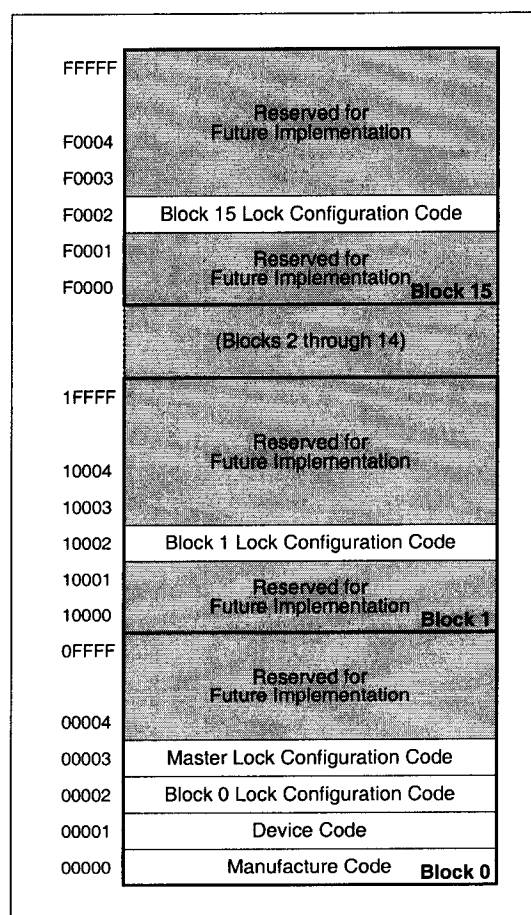 FFFFF
Reserved for
Future Implementation
F0004
F0003
F0002 Block 15 Lock Configuration Code
F0001 Reserved for
F0000 Future Implementation Block 15
(Blocks 2 through 14)
1FFFF
Reserved for
Future Implementation
10004
10003
10002 Block 1 Lock Configuration Code
10001 Reserved for
10000 Future Implementation Block 1
0FFFF
Reserved for
Future Implementation
00004
00003 Master Lock Configuration Code
00002 Block 0 Lock Configuration Code
00001 Device Code
00000 Manufacture Code Block 0